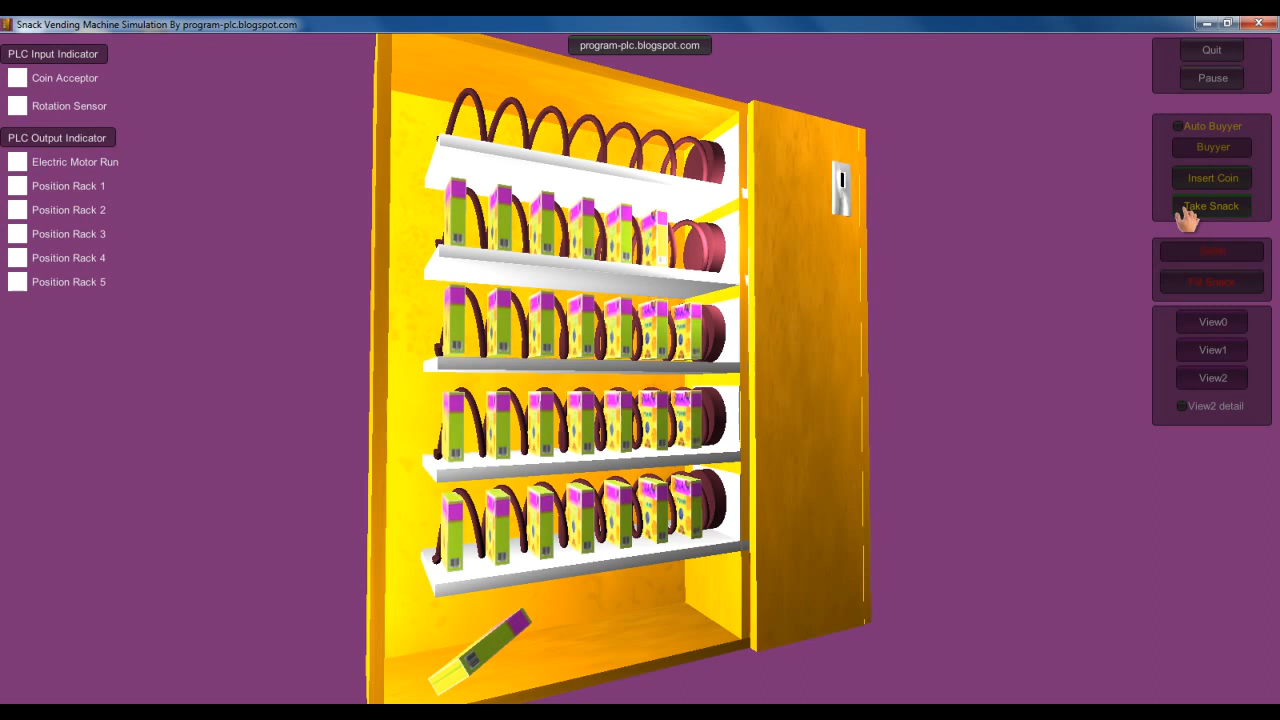 Snack Vending Machine Simulation By program-plc.blogspot.com
program-plc.blogspot.com
PLC Input Indicator
Coin Acceptor
Rotation Sensor
PLC Output Indicator
Electric Motor Run
Position Rack 1
Position Rack 2
Position Rack 3
Position Rack 4
Position Rack 5
Quit
Pause
Auto Buyyer
Buyyer
Insert Coin
Take Snack
Fill Snack
View0
View1
View2
View2 detail